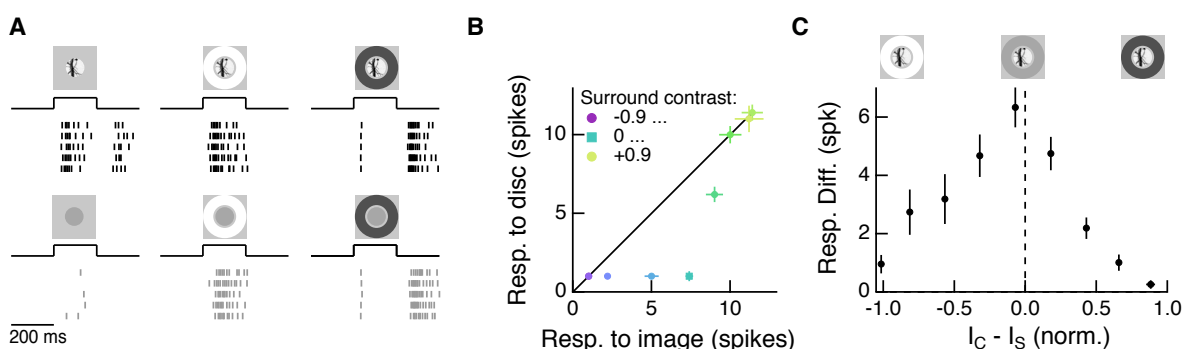 A
200 ms
B
Surround contrast:
-0.9 ...
0 ...
+0.9
Resp. to disc (spikes)
10
5
0
0
5
10
Resp. to image (spikes)
C
Resp. Diff. (spk)
6
4
2
0
-1.0
-0.5
0.0
0.5
1.0
I_C - I_S (norm.)